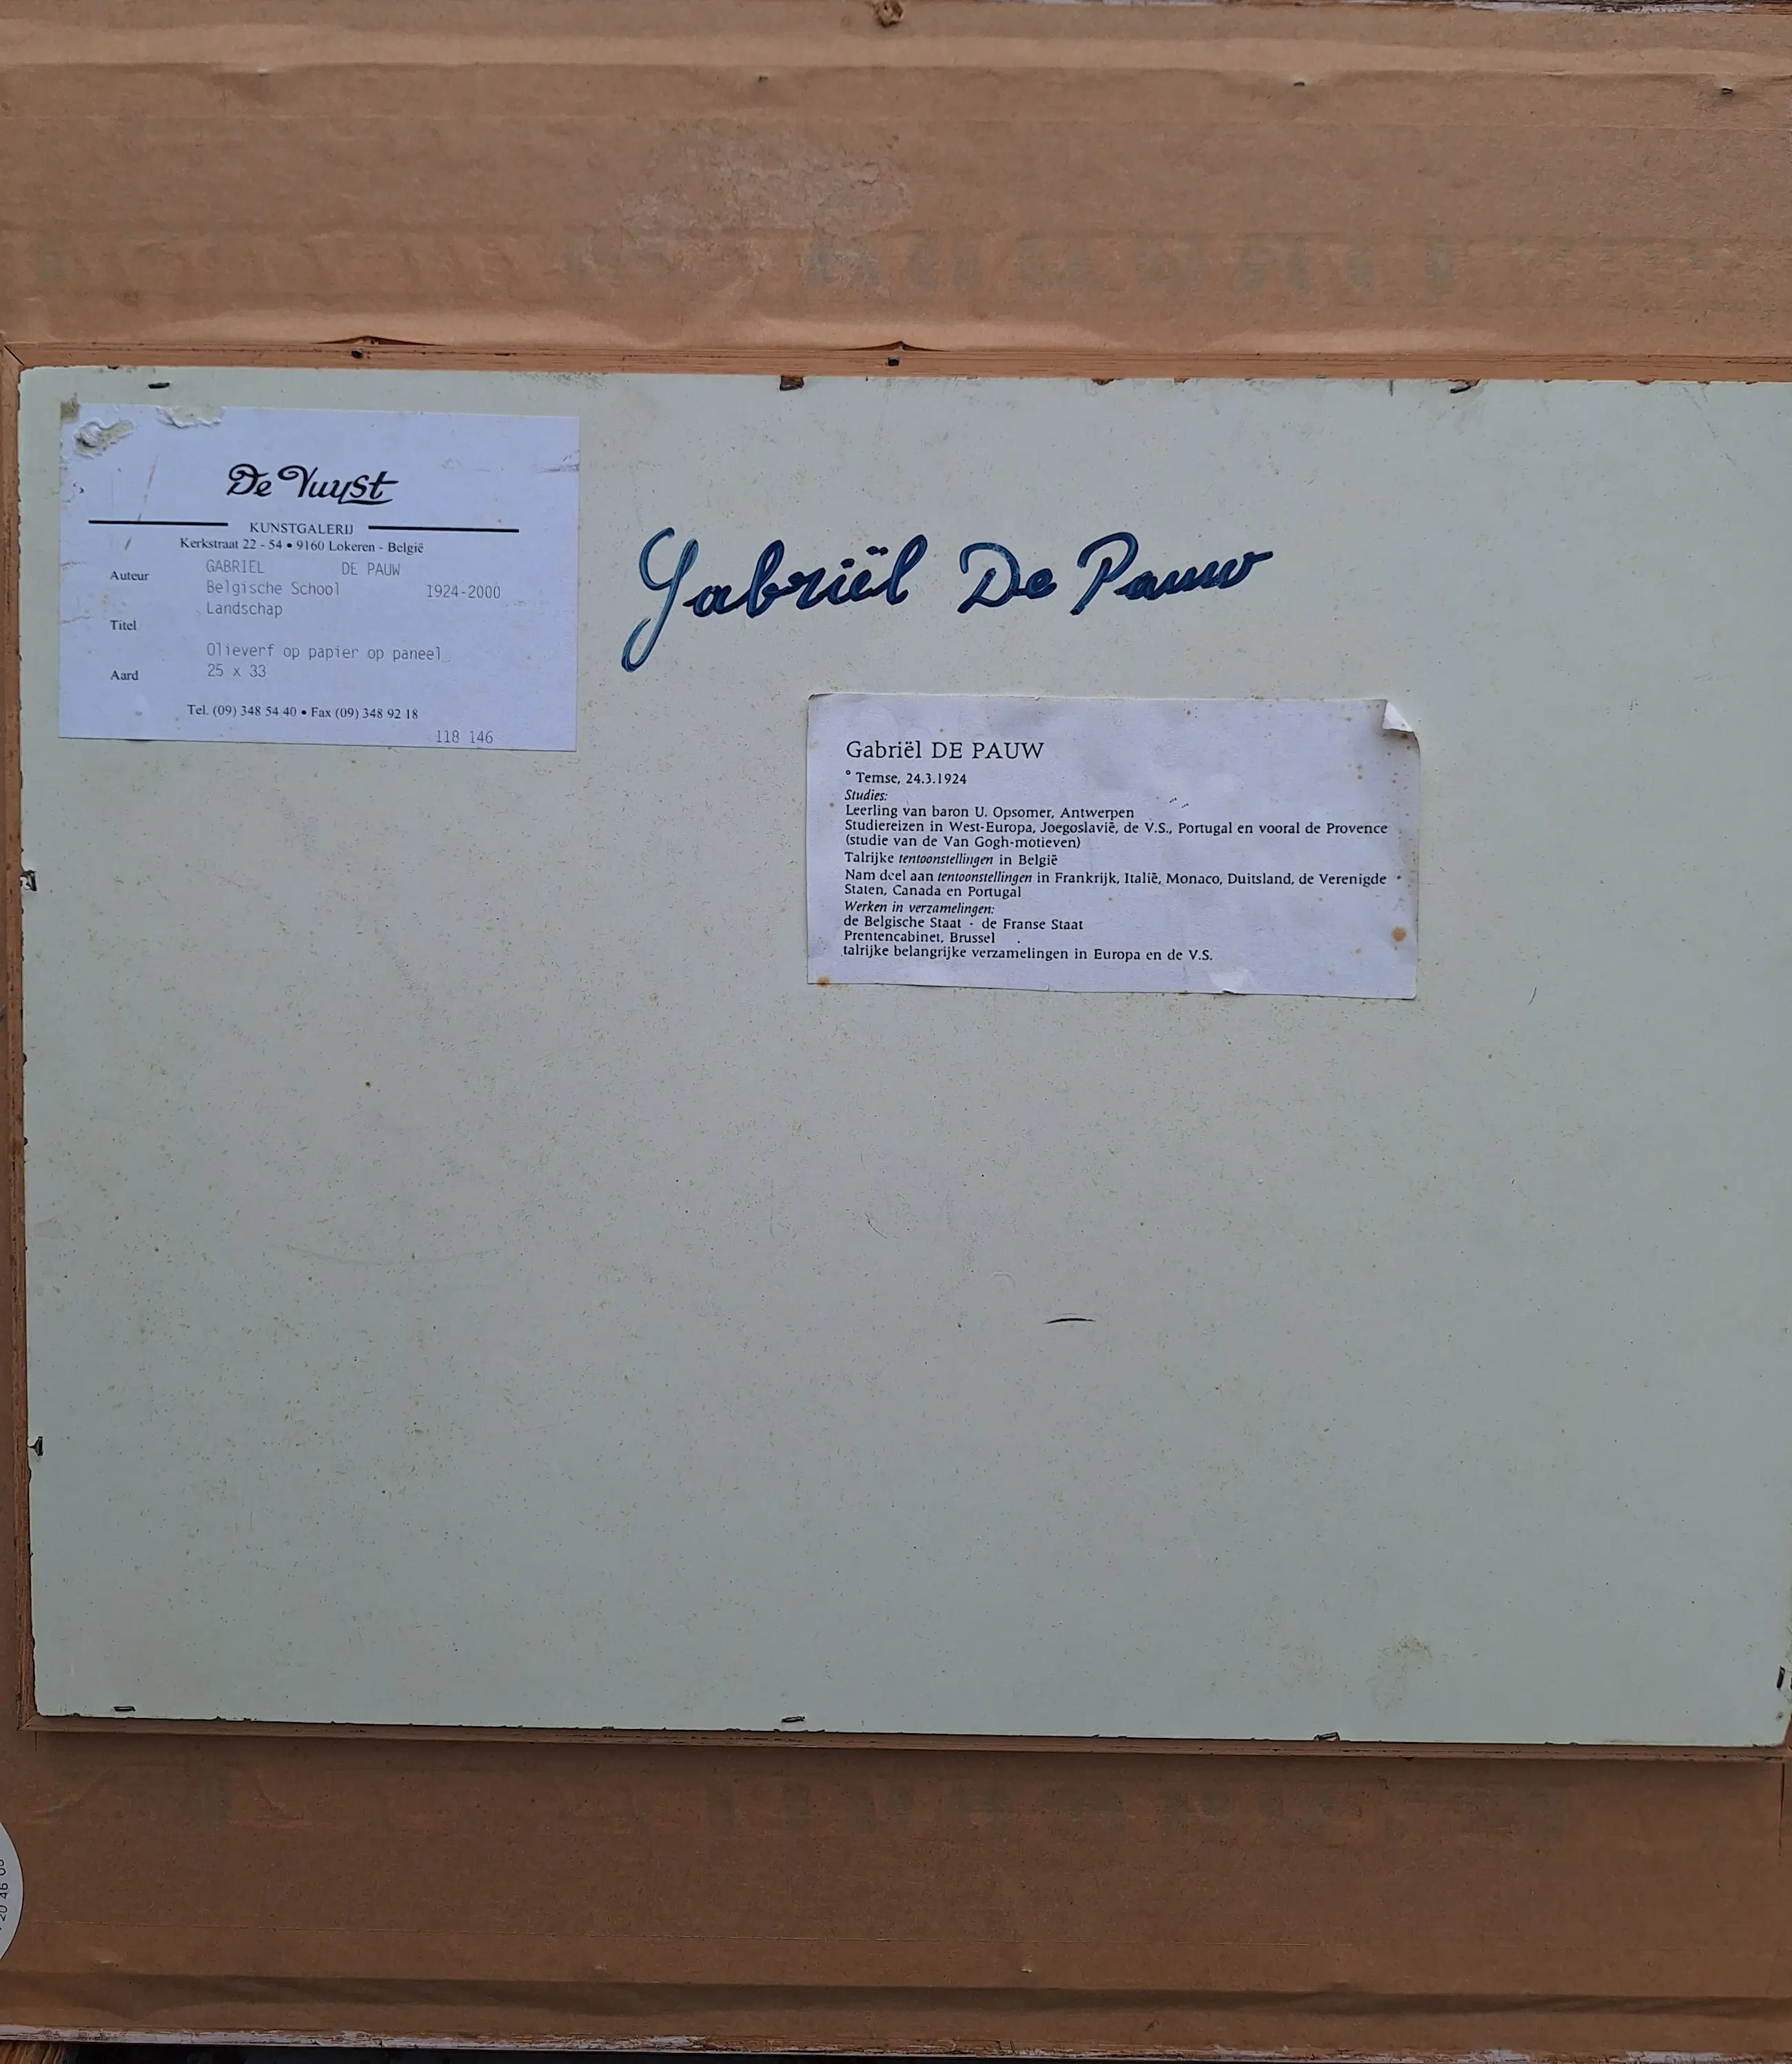 De Vuyst
KUNSTGALERIJ
Kerkstraat 22 - 54 • 9160 Lokeren - België
Auteur GABRIEL DE PAUW
Belgische School 1924-2000
Titel Landschap
Aard Olieverf op papier op paneel
25 x 33
Tel. (09) 348 54 40 • Fax (09) 348 92 18
118 146
Gabriël De Pauw
Gabriël DE PAUW
° Temse, 24.3.1924
Studies:
Leerling van baron U. Opsomer, Antwerpen
Studiereizen in West-Europa, Joegoslavië, de V.S., Portugal en vooral de Provence
(studie van de Van Gogh-motieven)
Talrijke tentoonstellingen in België
Nam deel aan tentoonstellingen in Frankrijk, Italië, Monaco, Duitsland, de Verenigde
Staten, Canada en Portugal
Werken in verzamelingen:
de Belgische Staat - de Franse Staat
Prentencabinet, Brussel
talrijke belangrijke verzamelingen in Europa en de V.S.